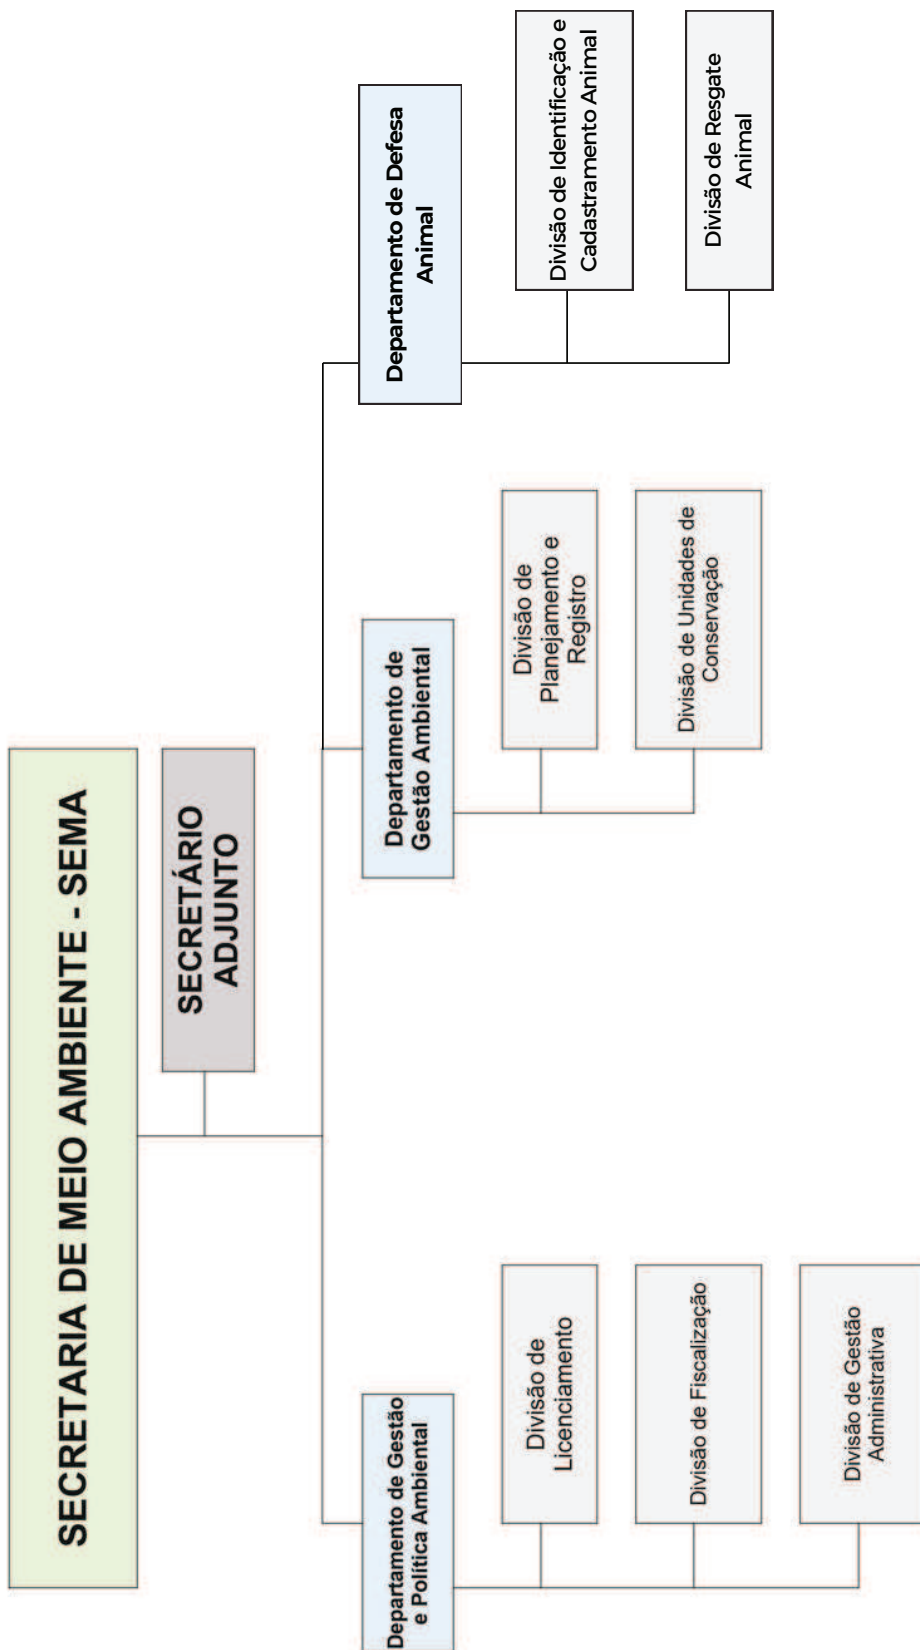 SECRETARIA DE MEIO AMBIENTE - SEMA
SECRETÁRIO
ADJUNTO
Departamento de Gestão
e Política Ambiental
Divisão de
Licenciamento
Divisão de Fiscalização
Divisão de Gestão
Administrativa
Departamento de
Gestão Ambiental
Divisão de
Planejamento e
Registro
Divisão de Unidades de
Conservação
Departamento de Defesa
Animal
Divisão de Identificação e
Cadastramento Animal
Divisão de Resgate
Animal